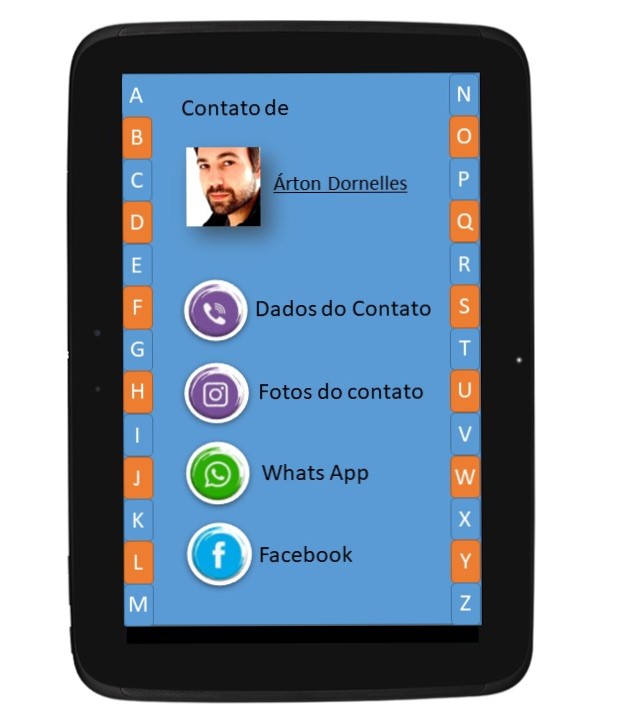 A
B
C
D
E
F
G
H
I
J
K
L
M
Contato de
Árton Dornelles
Dados do Contato
Fotos do contato
Whats App
Facebook
N
O
P
Q
R
S
T
U
V
W
X
Y
Z